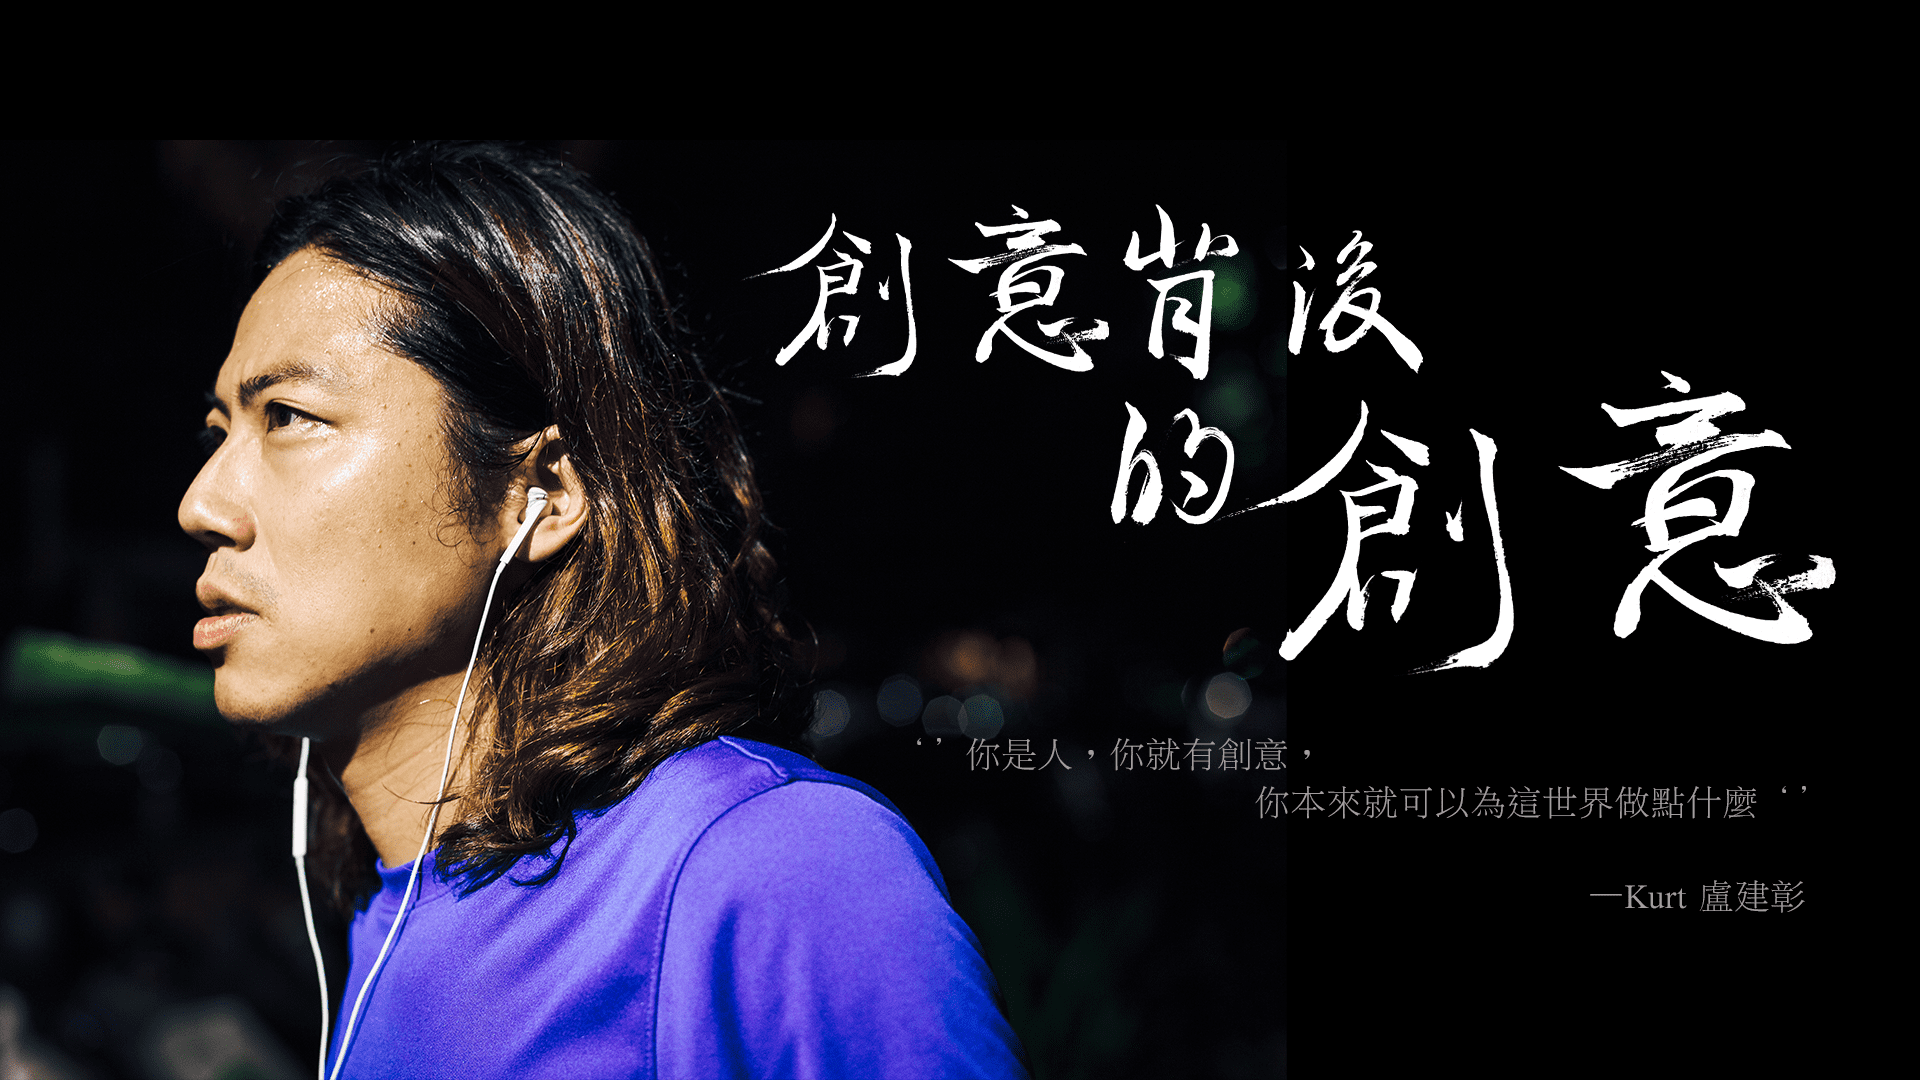 創意背後
的創意
‘’ 你是人，你就有創意，
你本來就可以為這世界做點什麼 ‘’
—Kurt 盧建彰